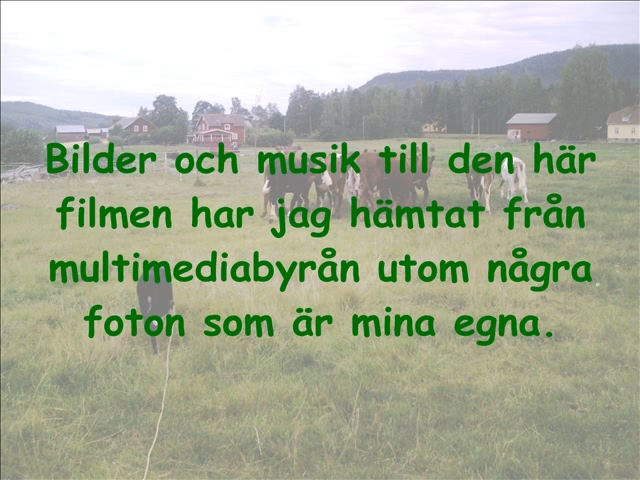 Bilder och musik till den här
filmen har jag hämtat från
multimediabyrån utom några
foton som är mina egna.